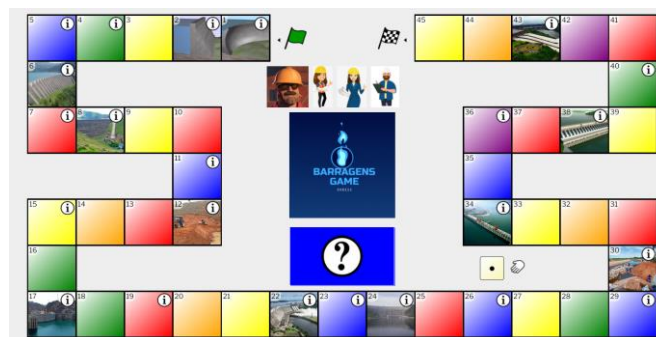 5 i 4 i 3 2 i 1 i
45 44 43 i 42 41
6 i
40 i
7 i 8 i 9 10
36 i 37 38 i 39
BARRAGENS
GAME
11 i
35
15 i 14 13 12 i
34 i 33 32 31
?
16
30 i
17 i 18 19 i 20 21 22 i 23 i 24 i 25 26 i 27 28 29 i